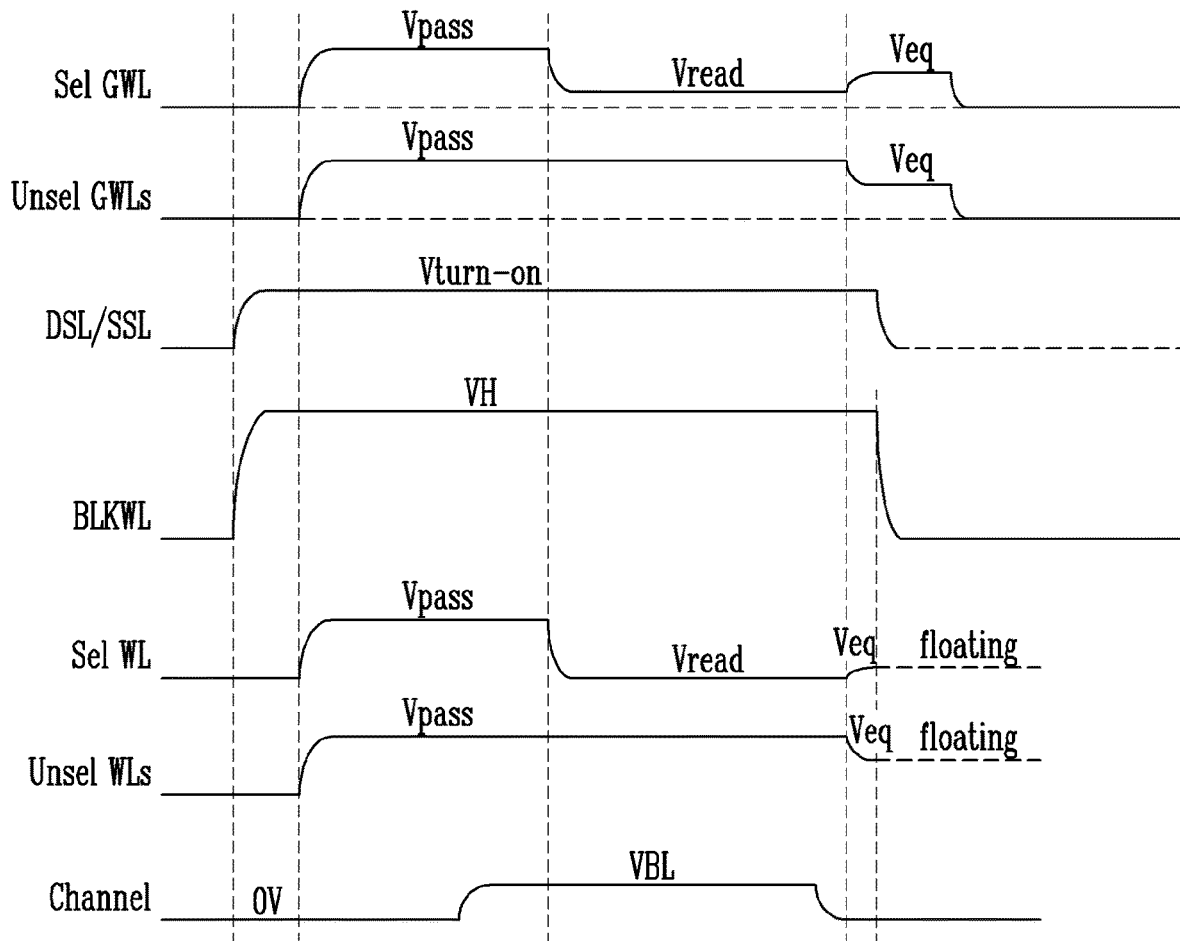 Vpass
Sel GWL
Vread
Veq
Vpass
Unsel GWLs
Veq
Vturn-on
DSL/SSL
VH
BLKWL
Vpass
Sel WL
Vread
Veq
floating
Vpass
Unsel WLs
Veq
floating
Channel
0V
VBL